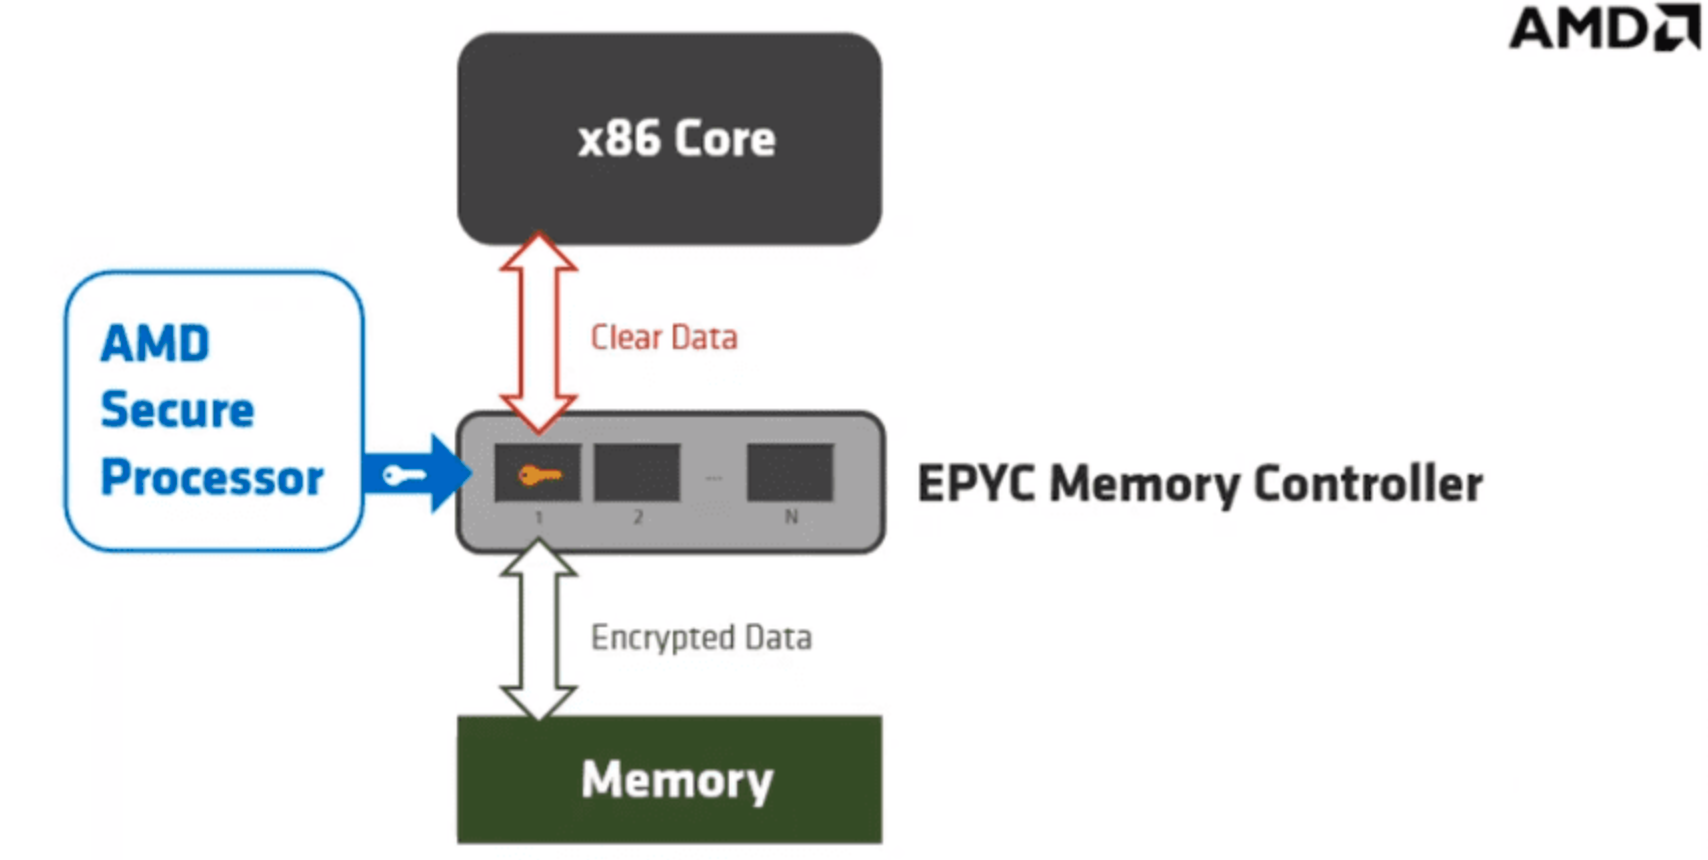 AMD
x86 Core
Clear Data
AMD
Secure
Processor
1
2
...
N
EPYC Memory Controller
Encrypted Data
Memory